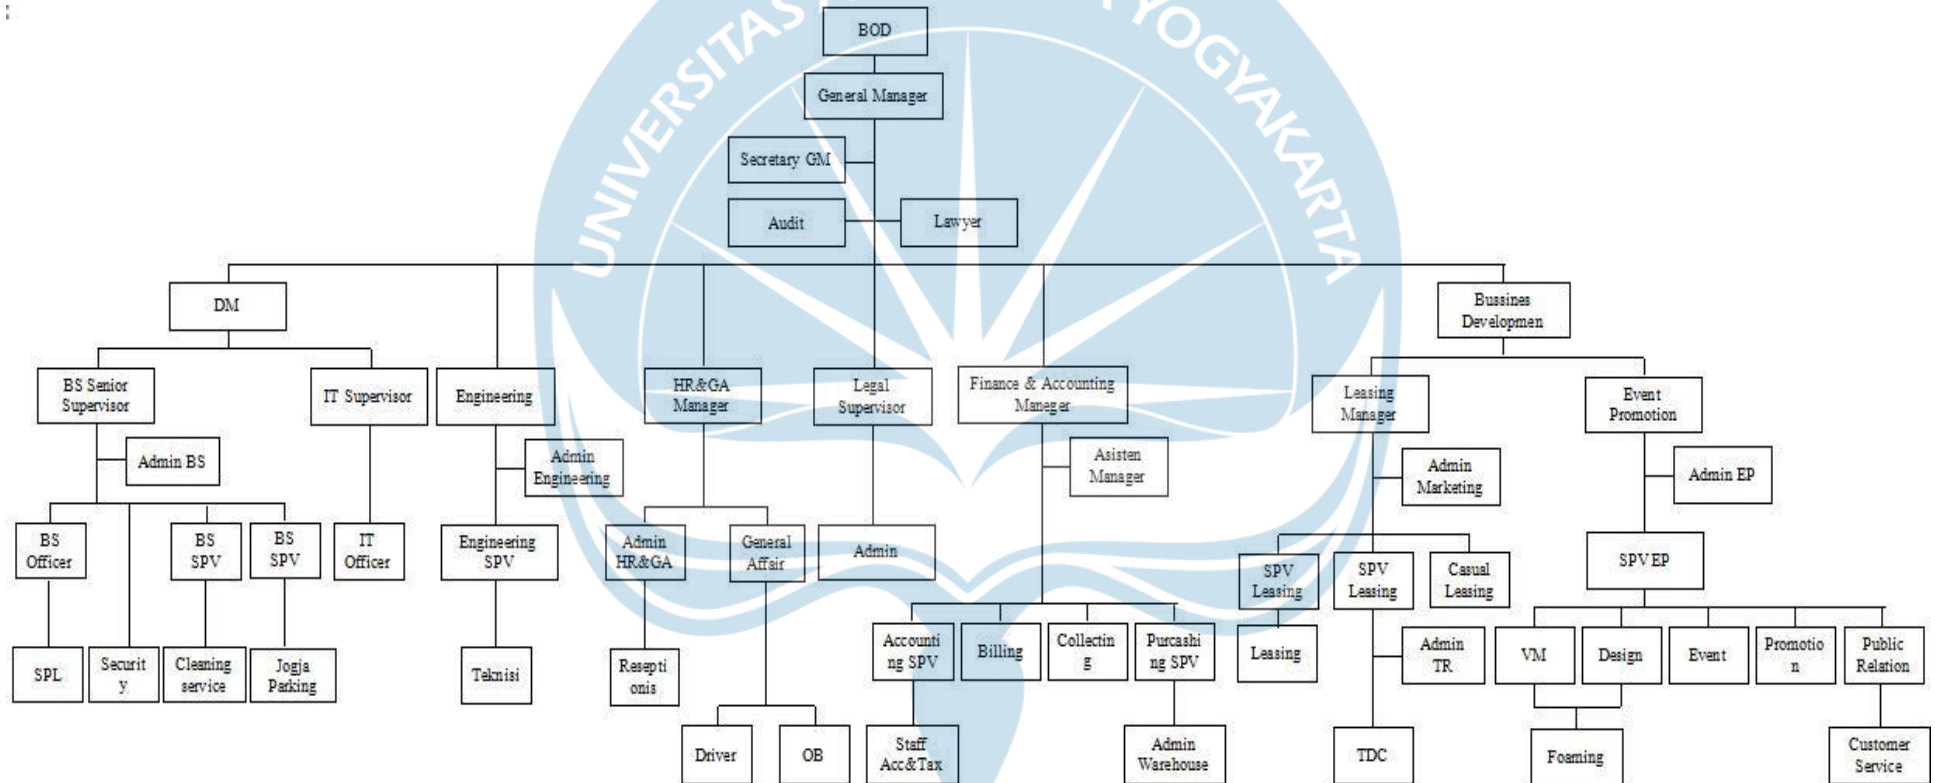 UNIVERSITAS
YOGYAKARTA
BOD
General Manager
Secretary GM
Audit
Lawyer
DM
Bussines
Developmen
BS Senior
Supervisor
IT Supervisor
Engineering
HR&GA
Manager
Legal
Supervisor
Finance & Accounting
Maneger
Leasing
Manager
Event
Promotion
Admin BS
Admin
Engineering
Asisten
Manager
Admin
Marketing
Admin EP
BS
Officer
BS
SPV
BS
SPV
IT
Officer
Engineering
SPV
Admin
HR&GA
General
Affair
Admin
SPV
Leasing
SPV
Leasing
Casual
Leasing
SPV EP
SPL
Securit
y
Cleaning
service
Jogja
Parking
Teknisi
Resepti
onis
Accounti
ng SPV
Billing
Collectin
g
Purcashi
ng SPV
Leasing
Admin
TR
VM
Design
Event
Promotio
n
Public
Relation
Driver
OB
Staff
Acc&Tax
Admin
Warehouse
TDC
Foaming
Customer
Service